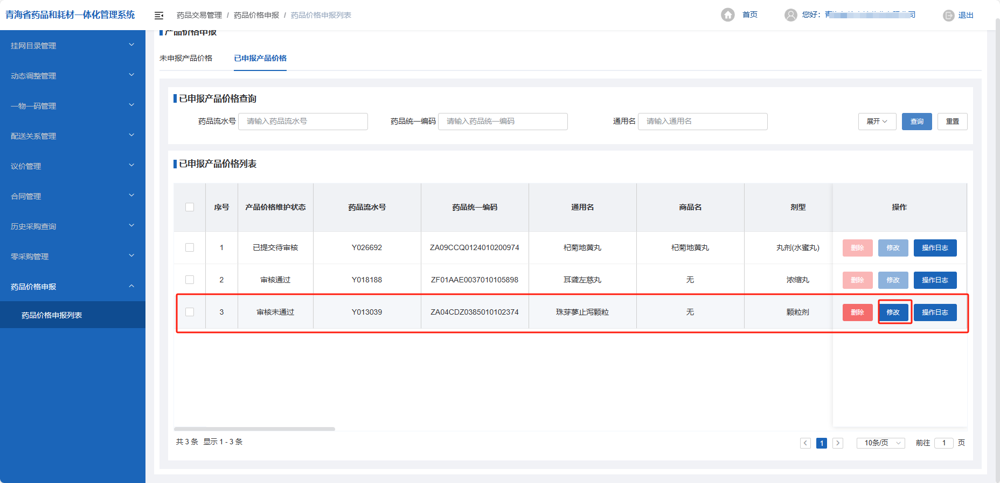 青海省药品和耗材一体化管理系统
药品交易管理 / 药品价格申报 / 药品价格申报列表
首页
您好：
司
退出
挂网目录管理
动态调整管理
一物一码管理
配送关系管理
议价管理
合同管理
历史采购查询
零采购管理
药品价格申报
药品价格申报列表
产品价格申报
未申报产品价格 已申报产品价格
已申报产品价格查询
药品流水号 请输入药品流水号 药品统一编码 请输入药品统一编码 通用名 请输入通用名 展开 查询 重置
已申报产品价格列表
序号 产品价格维护状态 药品流水号 药品统一编码 通用名 商品名 剂型 操作
1 已提交待审核 Y026692 ZA09CCQ0124010200974 杞菊地黄丸 杞菊地黄丸 丸剂(水蜜丸) 删除 修改 操作日志
2 审核通过 Y018188 ZF01AAE0037010105898 耳聋左慈丸 无 浓缩丸 删除 修改 操作日志
3 审核未通过 Y013039 ZA04CDZ0385010102374 珠芽蓼止泻颗粒 无 颗粒剂 删除 修改 操作日志
共 3 条 显示 1 - 3 条
1 10条/页 前往 1 页